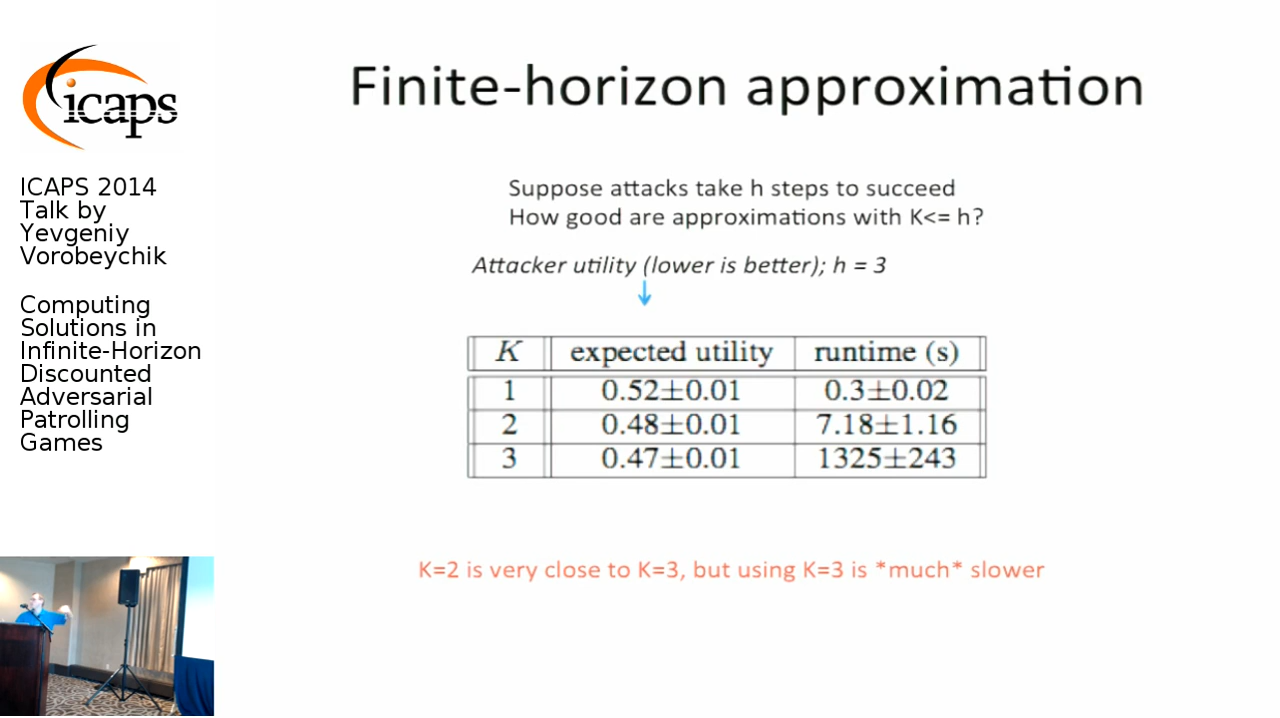 icaps
ICAPS 2014
Talk by
Yevgeniy
Vorobeychik
Computing
Solutions in
Infinite-Horizon
Discounted
Adversarial
Patrolling
Games
Finite-horizon approximation
Suppose attacks take h steps to succeed
How good are approximations with K<= h?
Attacker utility (lower is better); h = 3
K expected utility runtime (s)
1 0.52±0.01 0.3±0.02
2 0.48±0.01 7.18±1.16
3 0.47±0.01 1325±243
K=2 is very close to K=3, but using K=3 is *much* slower